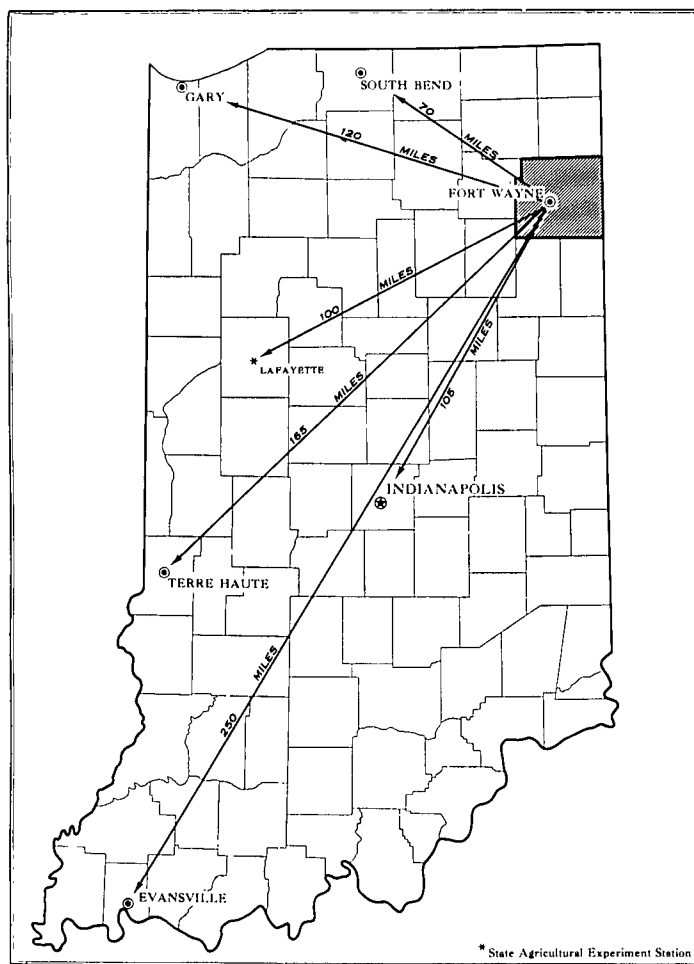 SOUTH BEND
GARY
70
MILES
120
MILES
FORT WAYNE
100
MILES
MILES
* LAFAYETTE
MILES
105
165
INDIANAPOLIS
TERRE HAUTE
MILES
250
EVANSVILLE
* State Agricultural Experiment Station